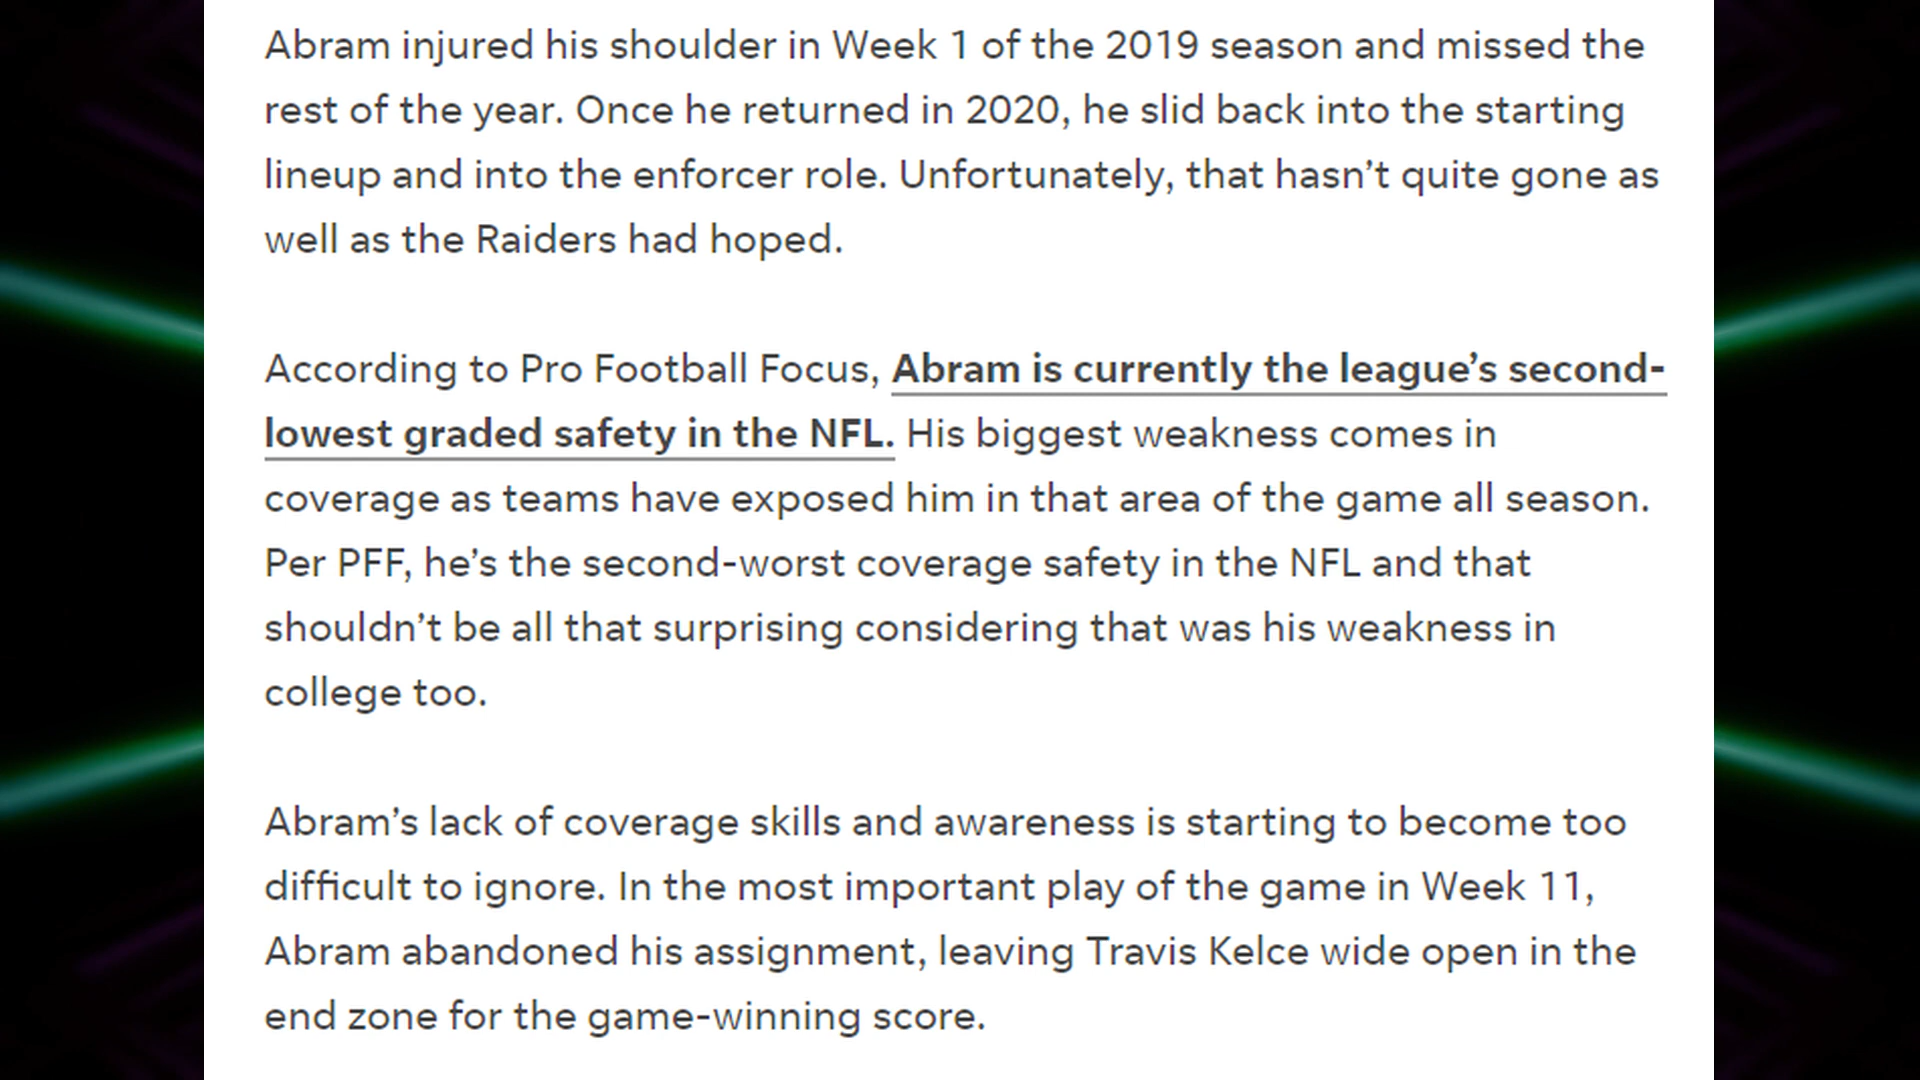 Abram injured his shoulder in Week 1 of the 2019 season and missed the
rest of the year. Once he returned in 2020, he slid back into the starting
lineup and into the enforcer role. Unfortunately, that hasn’t quite gone as
well as the Raiders had hoped.
According to Pro Football Focus, Abram is currently the league’s second-
lowest graded safety in the NFL. His biggest weakness comes in
coverage as teams have exposed him in that area of the game all season.
Per PFF, he’s the second-worst coverage safety in the NFL and that
shouldn’t be all that surprising considering that was his weakness in
college too.
Abram’s lack of coverage skills and awareness is starting to become too
difficult to ignore. In the most important play of the game in Week 11,
Abram abandoned his assignment, leaving Travis Kelce wide open in the
end zone for the game-winning score.